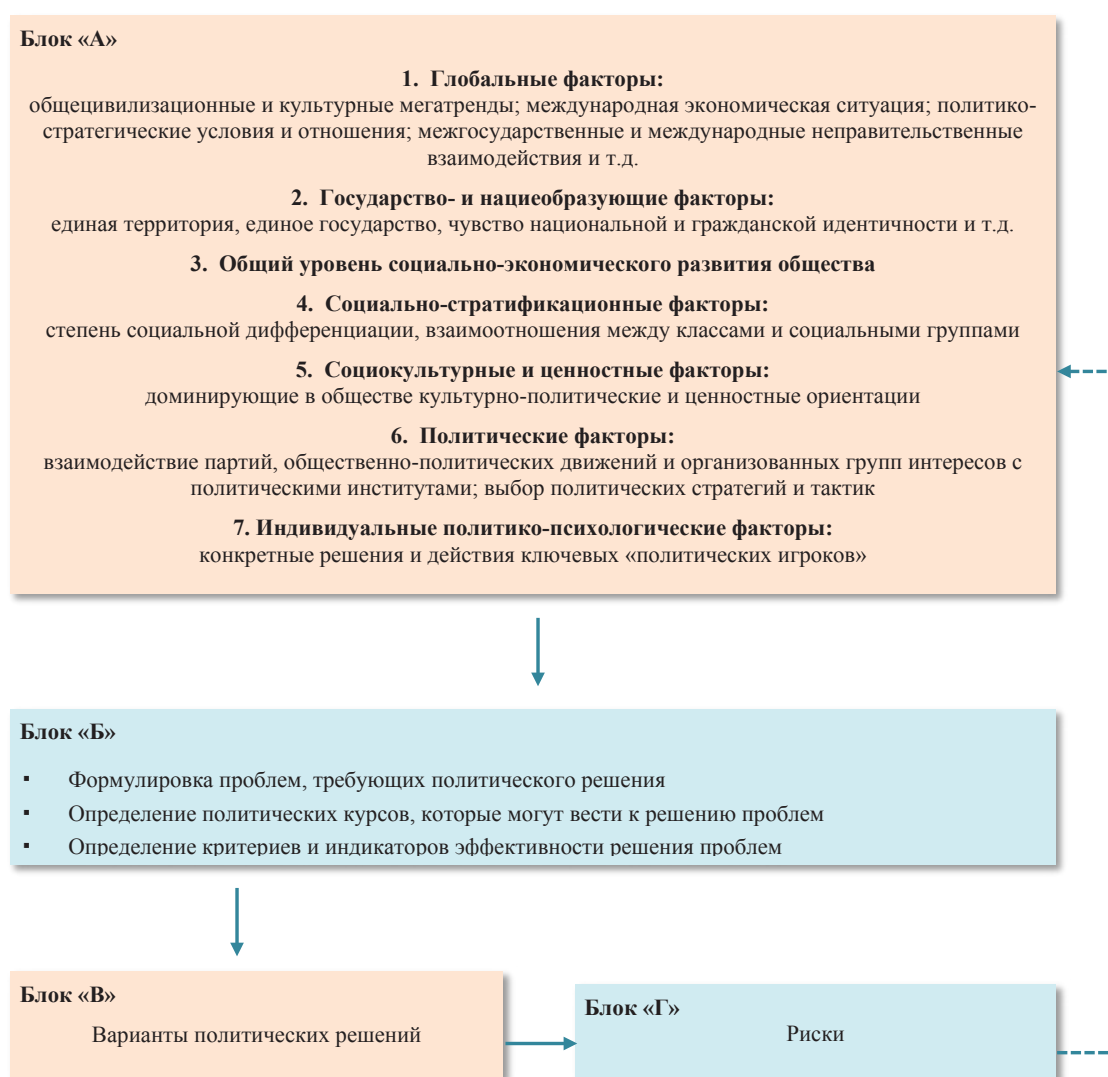 Блок «А»
1. Глобальные факторы:
общецивилизационные и культурные мегатренды; международная экономическая ситуация; политико-
стратегические условия и отношения; межгосударственные и международные неправительственные
взаимодействия и т.д.
2. Государство- и нациеобразующие факторы:
единая территория, единое государство, чувство национальной и гражданской идентичности и т.д.
3. Общий уровень социально-экономического развития общества
4. Социально-стратификационные факторы:
степень социальной дифференциации, взаимоотношения между классами и социальными группами
5. Социокультурные и ценностные факторы:
доминирующие в обществе культурно-политические и ценностные ориентации
6. Политические факторы:
взаимодействие партий, общественно-политических движений и организованных групп интересов с
политическими институтами; выбор политических стратегий и тактик
7. Индивидуальные политико-психологические факторы:
конкретные решения и действия ключевых «политических игроков»
Блок «Б»
▪ Формулировка проблем, требующих политического решения
▪ Определение политических курсов, которые могут вести к решению проблем
▪ Определение критериев и индикаторов эффективности решения проблем
Блок «В»
Варианты политических решений
Блок «Г»
Риски